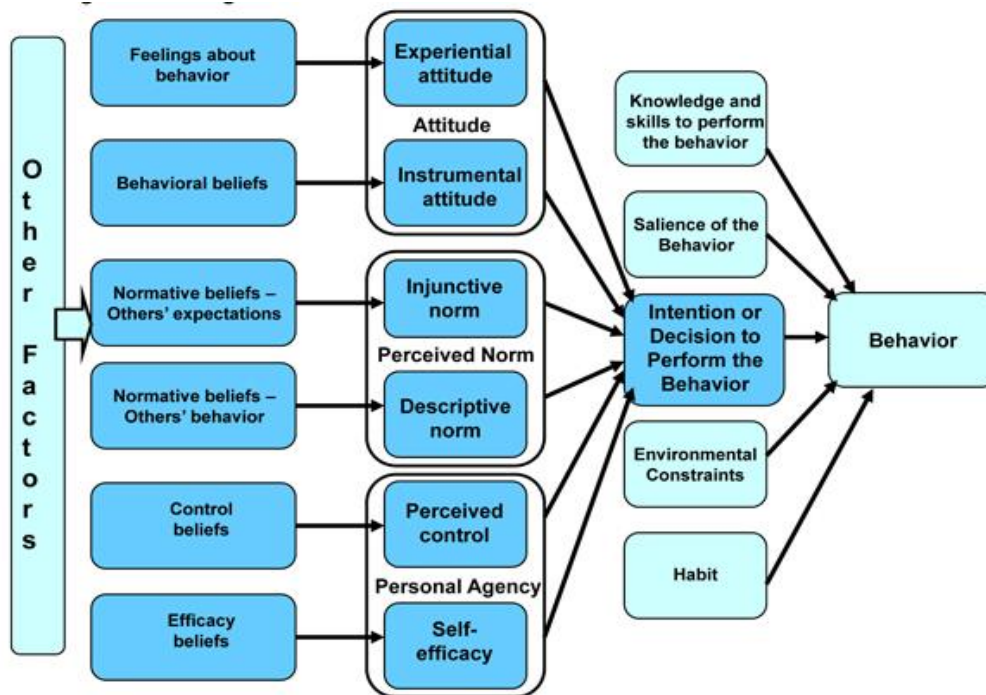 Other Factors
Feelings about
behavior
Behavioral beliefs
Normative beliefs –
Others' expectations
Normative beliefs –
Others' behavior
Control
beliefs
Efficacy
beliefs
Experiential
attitude
Attitude
Instrumental
attitude
Injunctive
norm
Perceived Norm
Descriptive
norm
Perceived
control
Personal Agency
Self-
efficacy
Knowledge and
skills to perform
the behavior
Salience of the
Behavior
Intention or
Decision to
Perform the
Behavior
Environmental
Constraints
Habit
Behavior